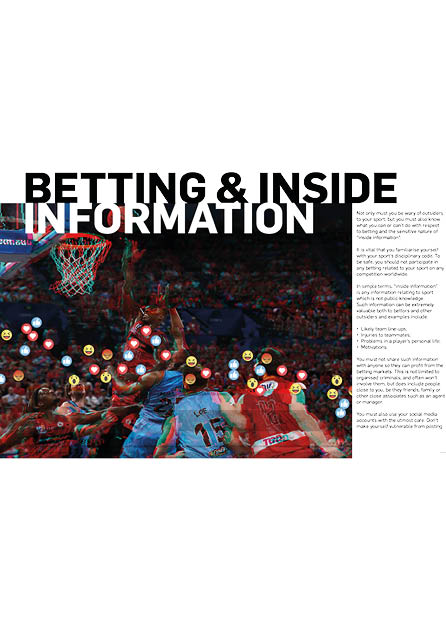 BETTING & INSIDE
INFORMATION
Not only must you be wary of outsiders
to your sport, but you must also know
what you can or can't do with respect
to betting and the sensitive nature of
"inside information".
It is vital that you familiarise yourself
with your sport's disciplinary code. To
be safe, you should not participate in
any betting related to your sport on any
competition worldwide.
In simple terms, "inside information"
is any information relating to sport
which is not public knowledge.
Such information can be extremely
valuable both to bettors and other
outsiders and examples include:
• Likely team line-ups,
• Injuries to teammates,
• Problems in a player's personal life.
• Motivations
You must not share such information
with anyone so they can profit from the
betting markets. This is not limited to
organised criminals, and often won't
involve them, but does include people
close to you, be they friends, family or
other close associates such as an agent
or manager.
You must also use your social media
accounts with the utmost care. Don't
make yourself vulnerable from posting
LOE
15